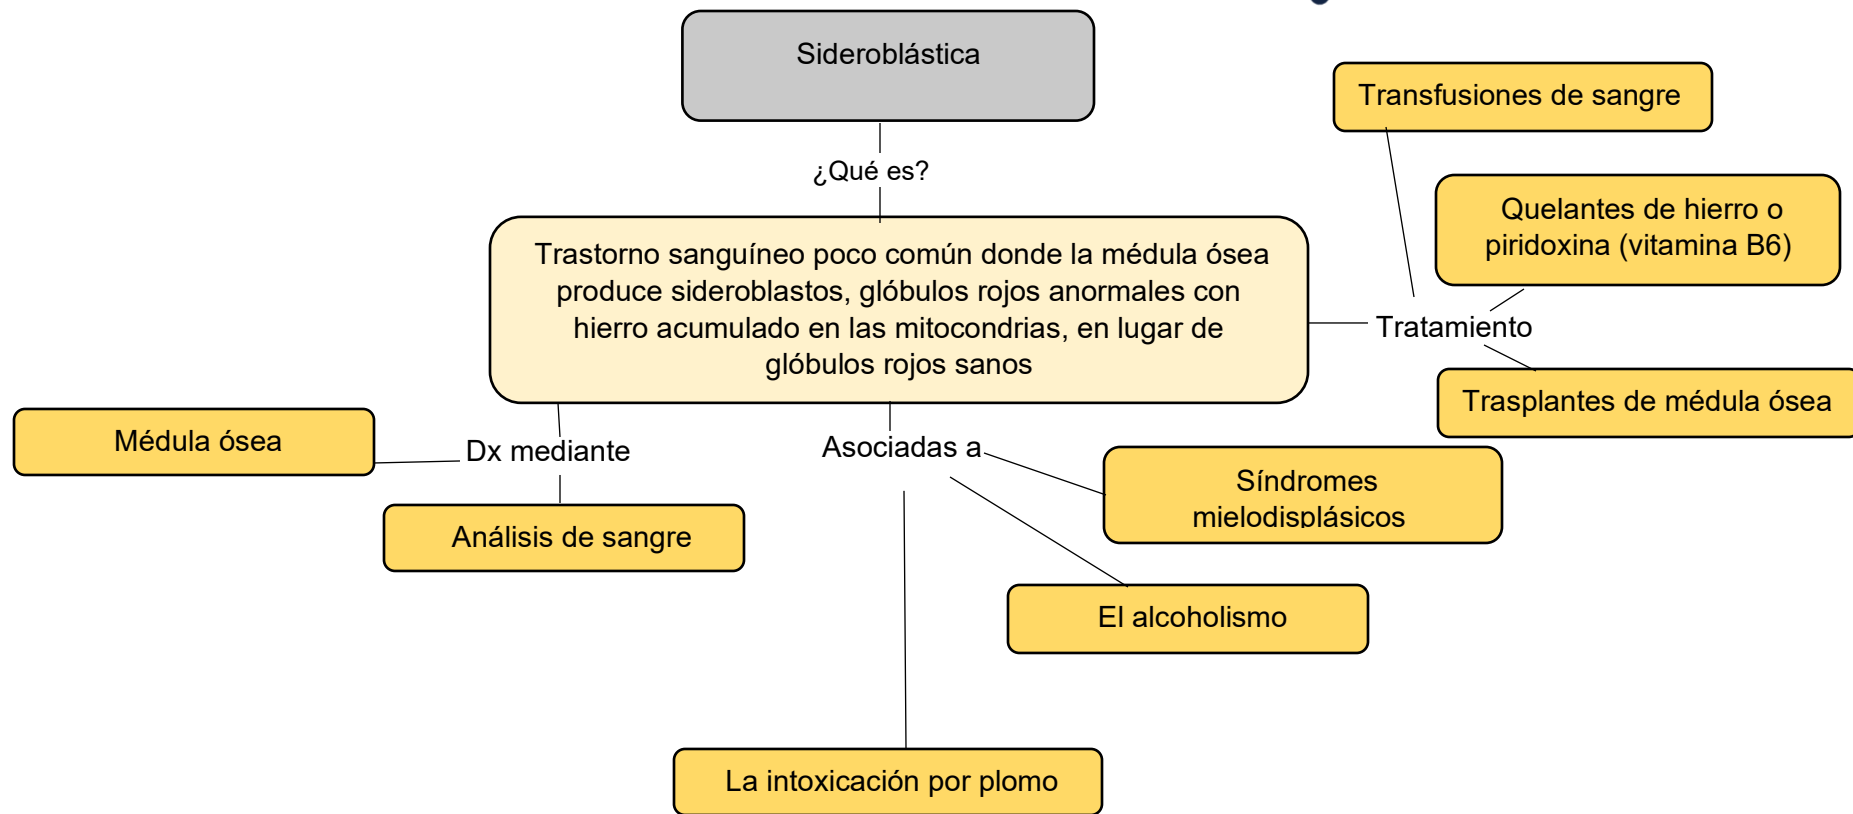 Sideroblástica
¿Qué es?
Trastorno sanguíneo poco común donde la médula ósea
produce sideroblastos, glóbulos rojos anormales con
hierro acumulado en las mitocondrias, en lugar de
glóbulos rojos sanos
Transfusiones de sangre
Quelantes de hierro o
piridoxina (vitamina B6)
Tratamiento
Trasplantes de médula ósea
Médula ósea
Dx mediante
Análisis de sangre
Asociadas a
Síndromes
mielodisplásicos
El alcoholismo
La intoxicación por plomo